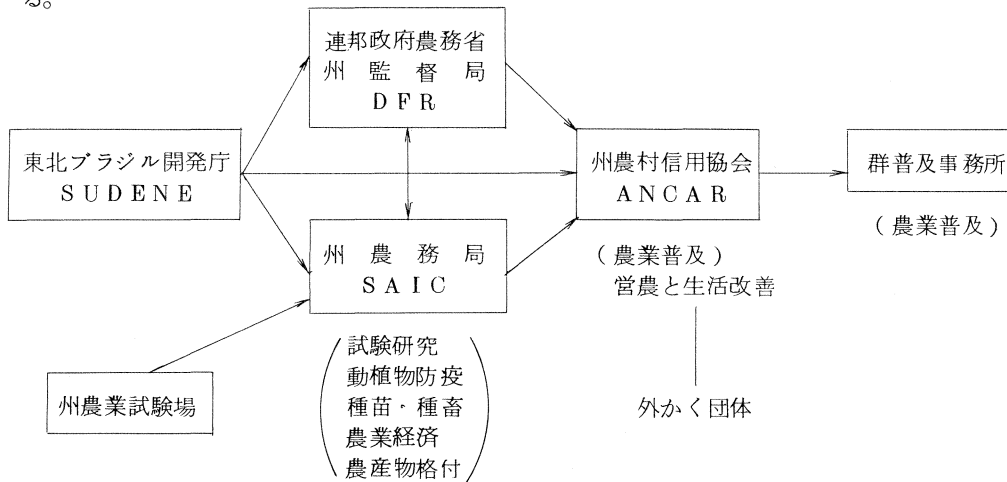 る。
連邦政府農務省
州監督局
DFR
東北ブラジル開発庁
SUDENE
州農村信用協会
ANCAR
群普及事務所
(農業普及)
(農業普及)
営農と生活改善
州農務局
SAIC
試験研究
動植物防疫
種苗・種畜
農業経済
農産物格付
州農業試験場
外かく団体